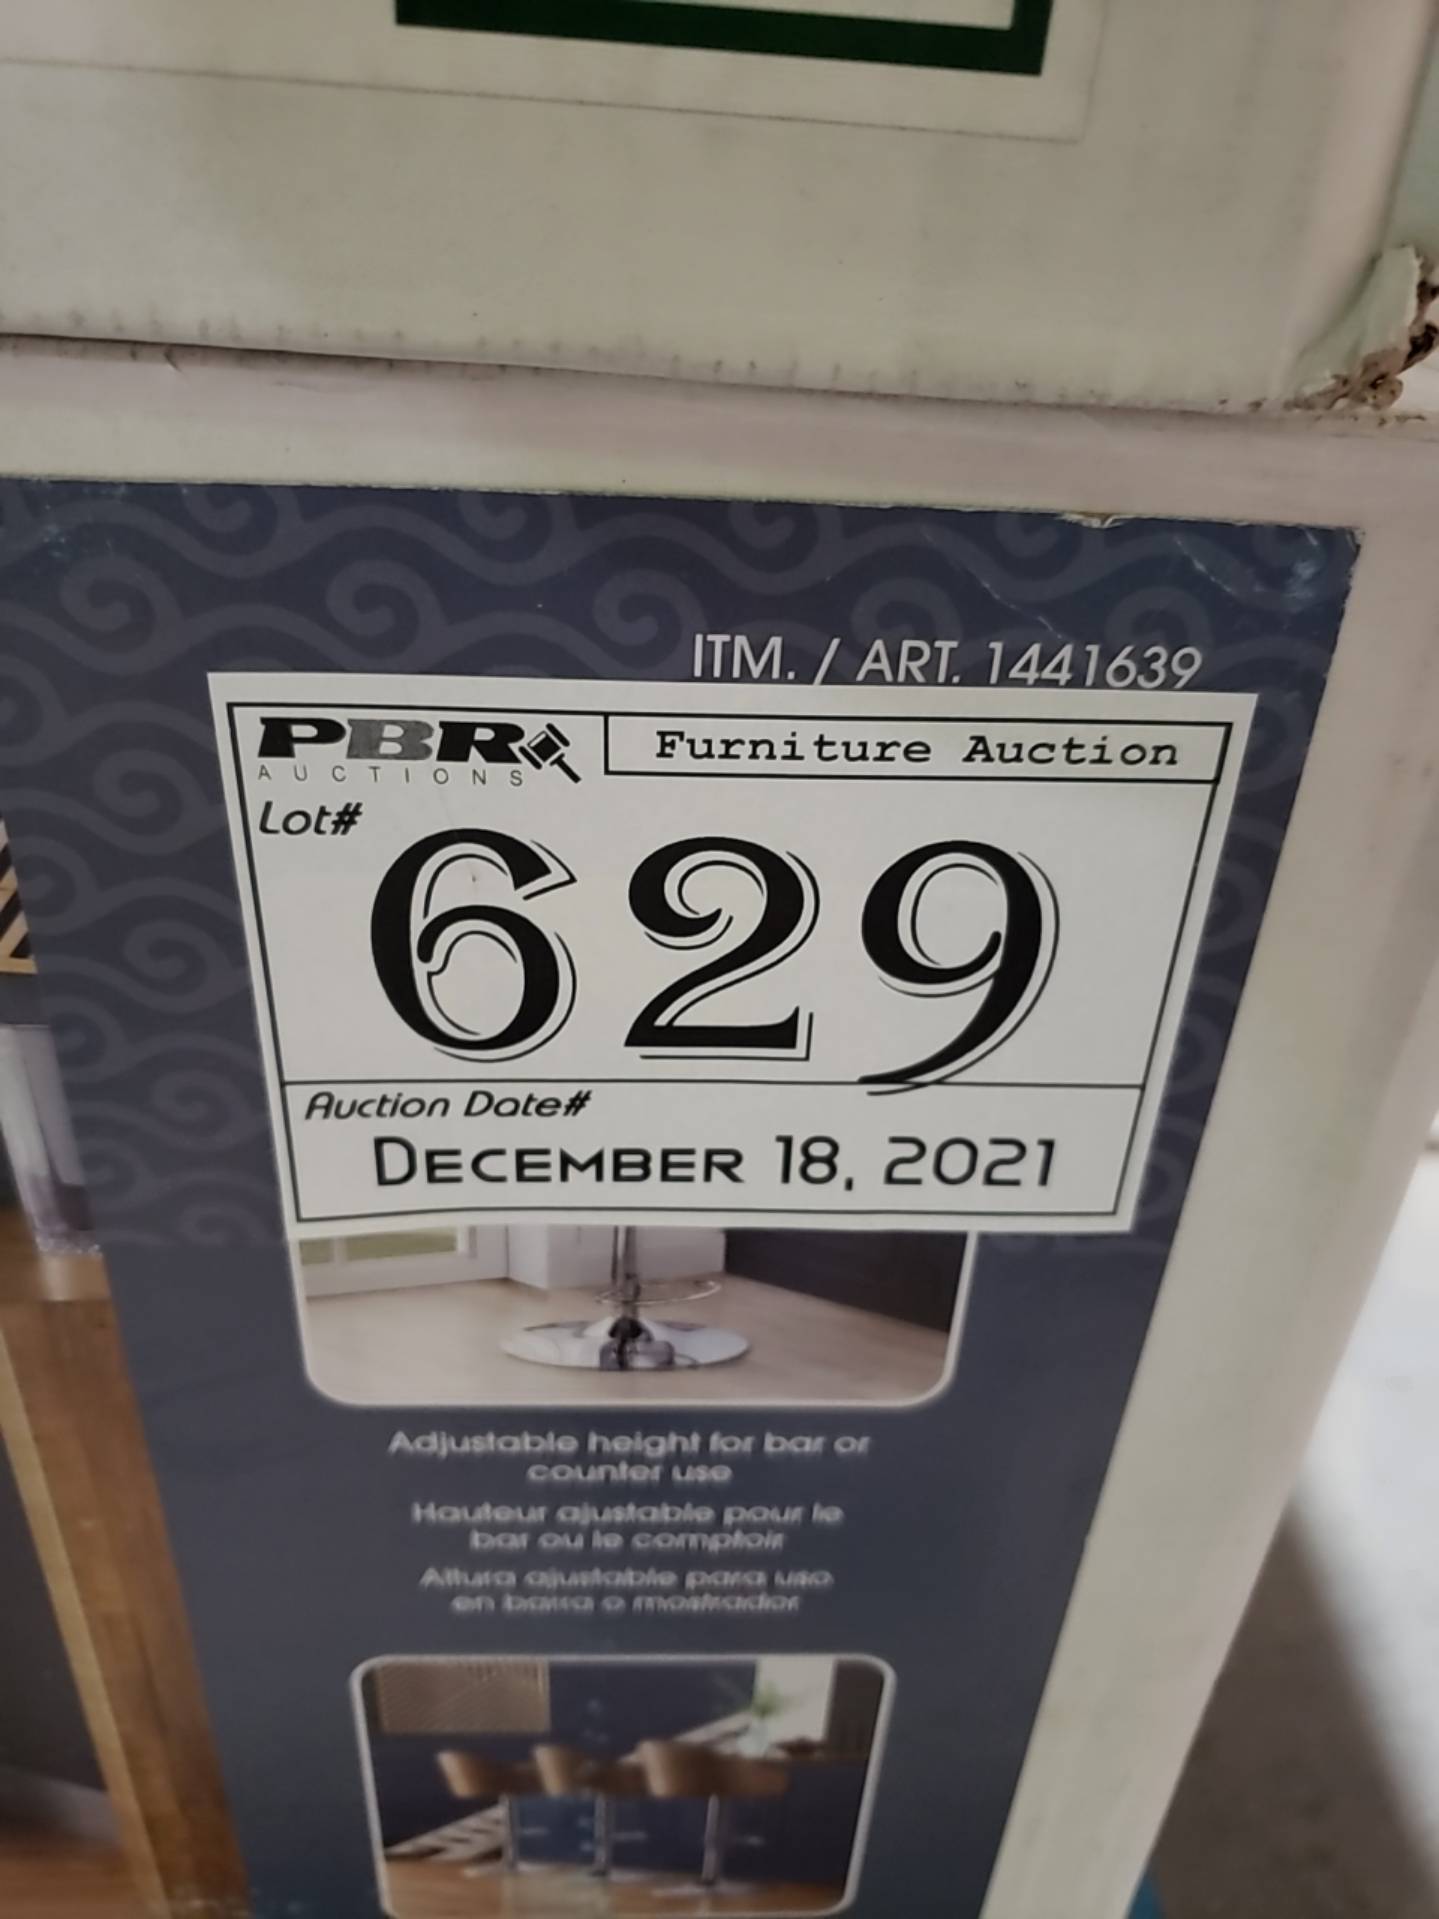 ITM. / ART. 1441639
PBR
AUCTIONS
Furniture Auction
Lot#
629
Auction Date#
DECEMBER 18, 2021
Adjustable height for bar or
counter use
Hauteur ajustable pour le
bar ou le comptoir
Altura ajustable para uso
en barra o mostrador